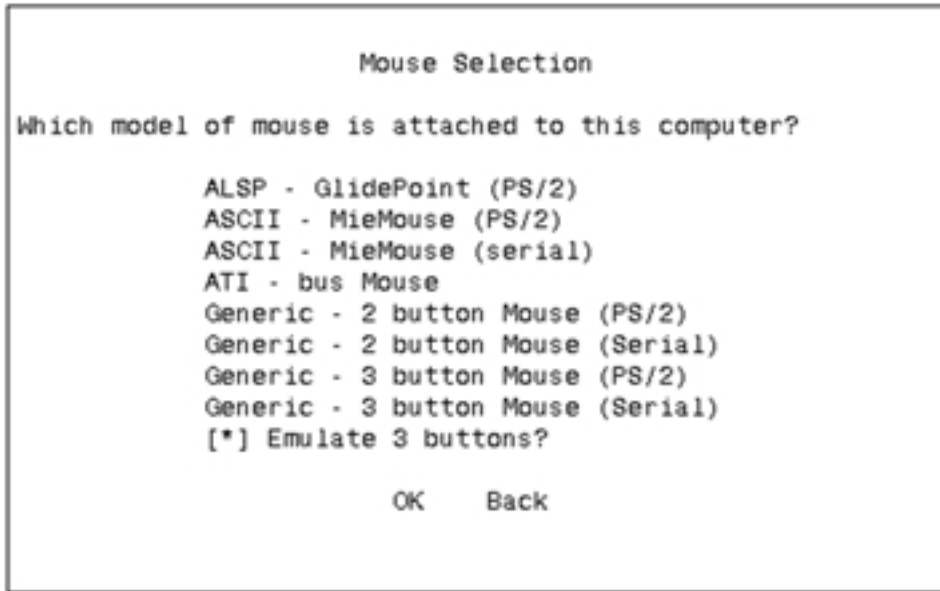 Mouse Selection
Which model of mouse is attached to this computer?
ALSP - GlidePoint (PS/2)
ASCII - MieMouse (PS/2)
ASCII - MieMouse (serial)
ATI - bus Mouse
Generic - 2 button Mouse (PS/2)
Generic - 2 button Mouse (Serial)
Generic - 3 button Mouse (PS/2)
Generic - 3 button Mouse (Serial)
[*] Emulate 3 buttons?
OK Back